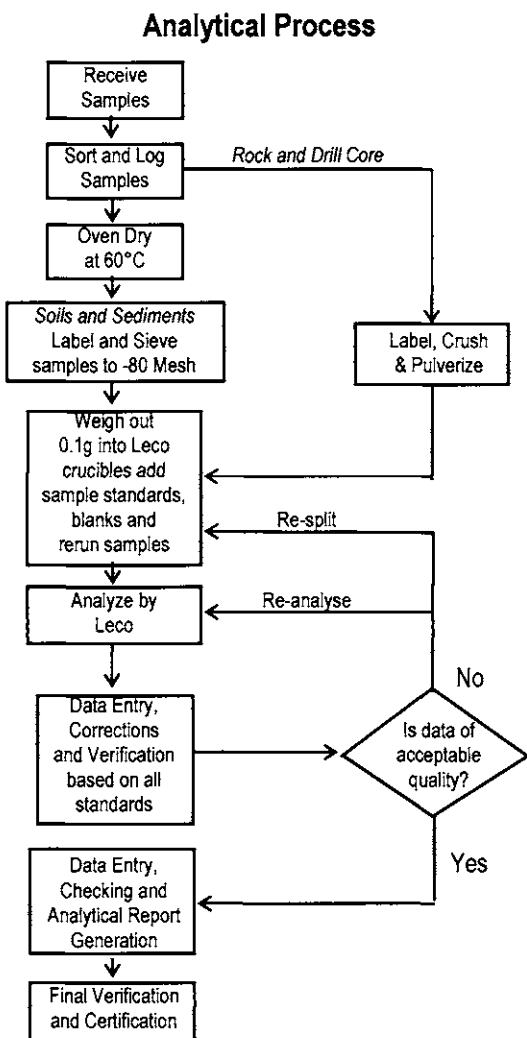 Analytical Process
Receive
Samples
Sort and Log
Samples
Rock and Drill Core
Oven Dry
at 60°C
Soils and Sediments
Label and Sieve
samples to -80 Mesh
Label, Crush
& Pulverize
Weigh out
0.1g into Leco
crucibles add
sample standards,
blanks and
rerun samples
Re-split
Analyze by
Leco
Re-analyse
No
Data Entry,
Corrections
and Verification
based on all
standards
Is data of
acceptable
quality?
Yes
Data Entry,
Checking and
Analytical Report
Generation
Final Verification
and Certification